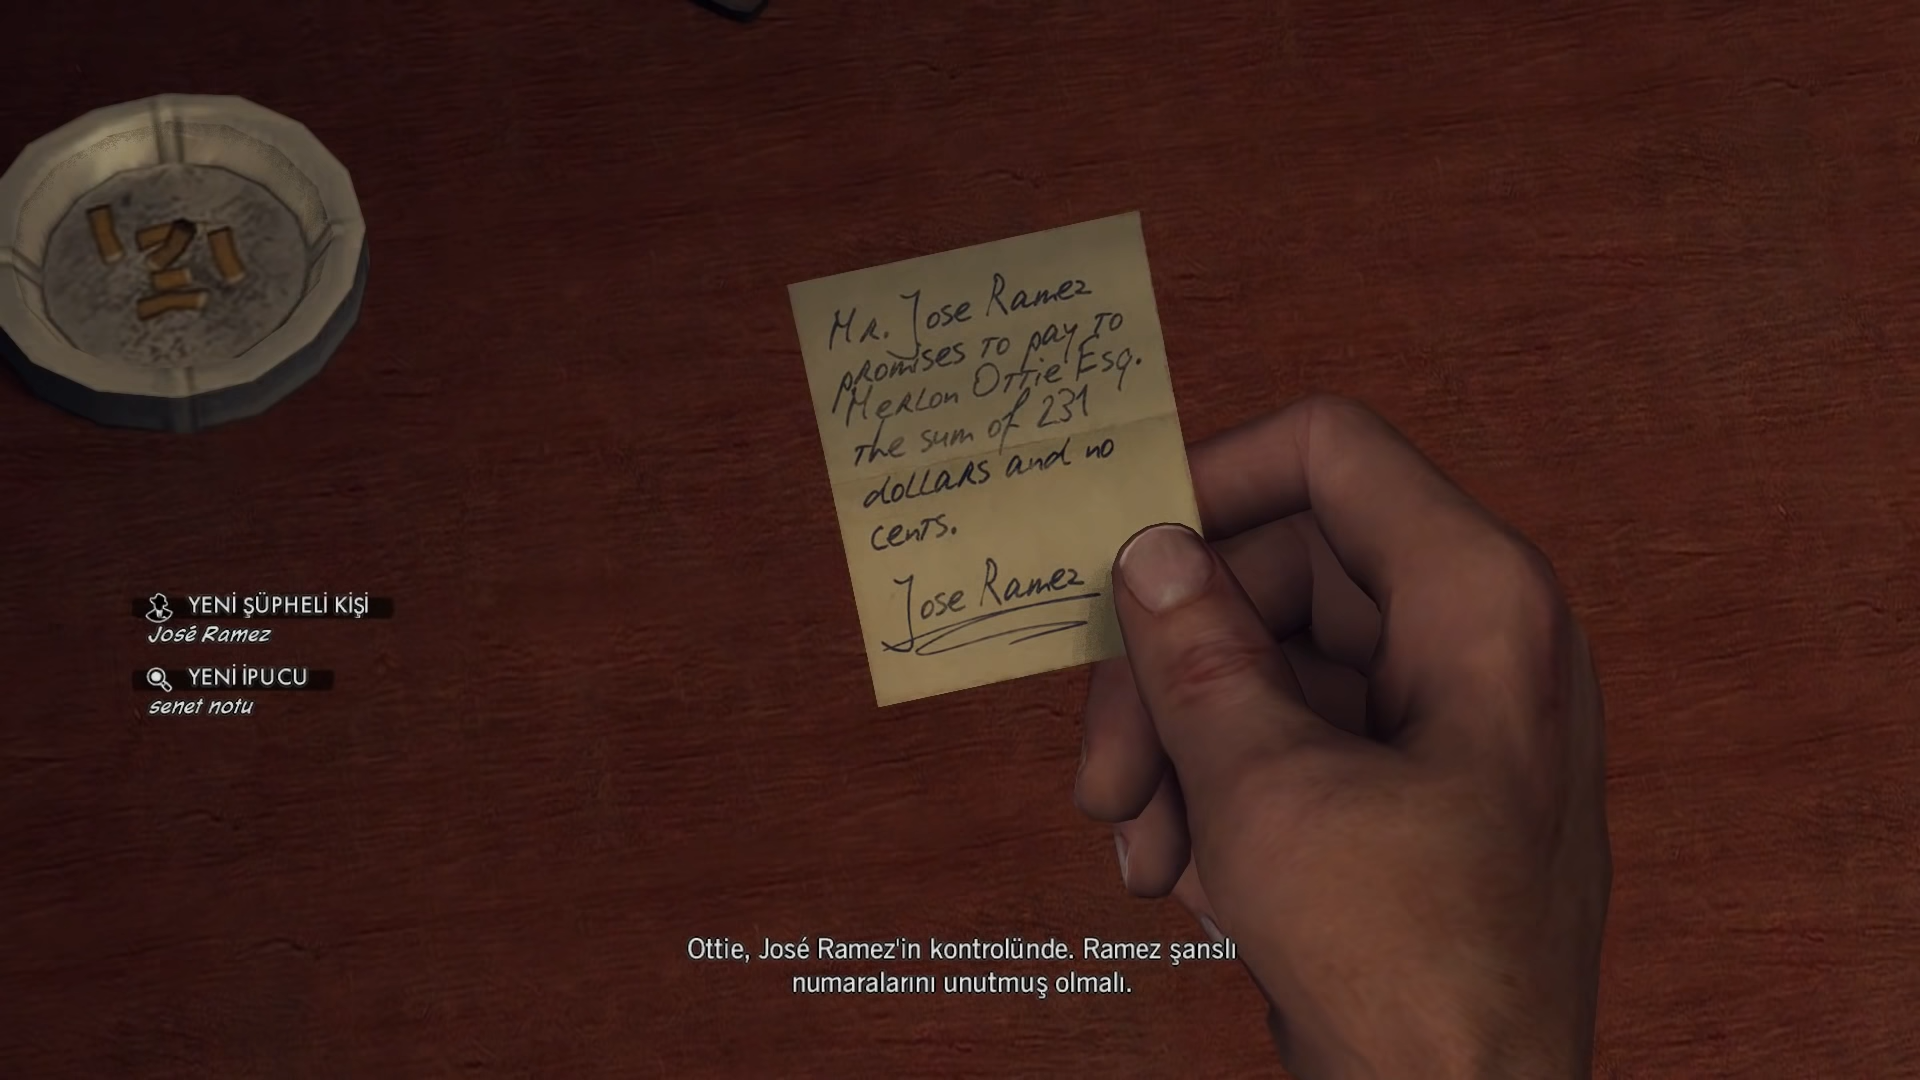 Mr. Jose Ramez
promises to pay to
Merlon Ottie Esq.
the sum of 231
dollars and no
cents.
Jose Ramez
YENİ ŞÜPHELİ KİŞİ
José Ramez
YENİ İPUCU
senet notu
Ottie, José Ramez'in kontrolünde. Ramez şanslı
numaralarını unutmuş olmalı.